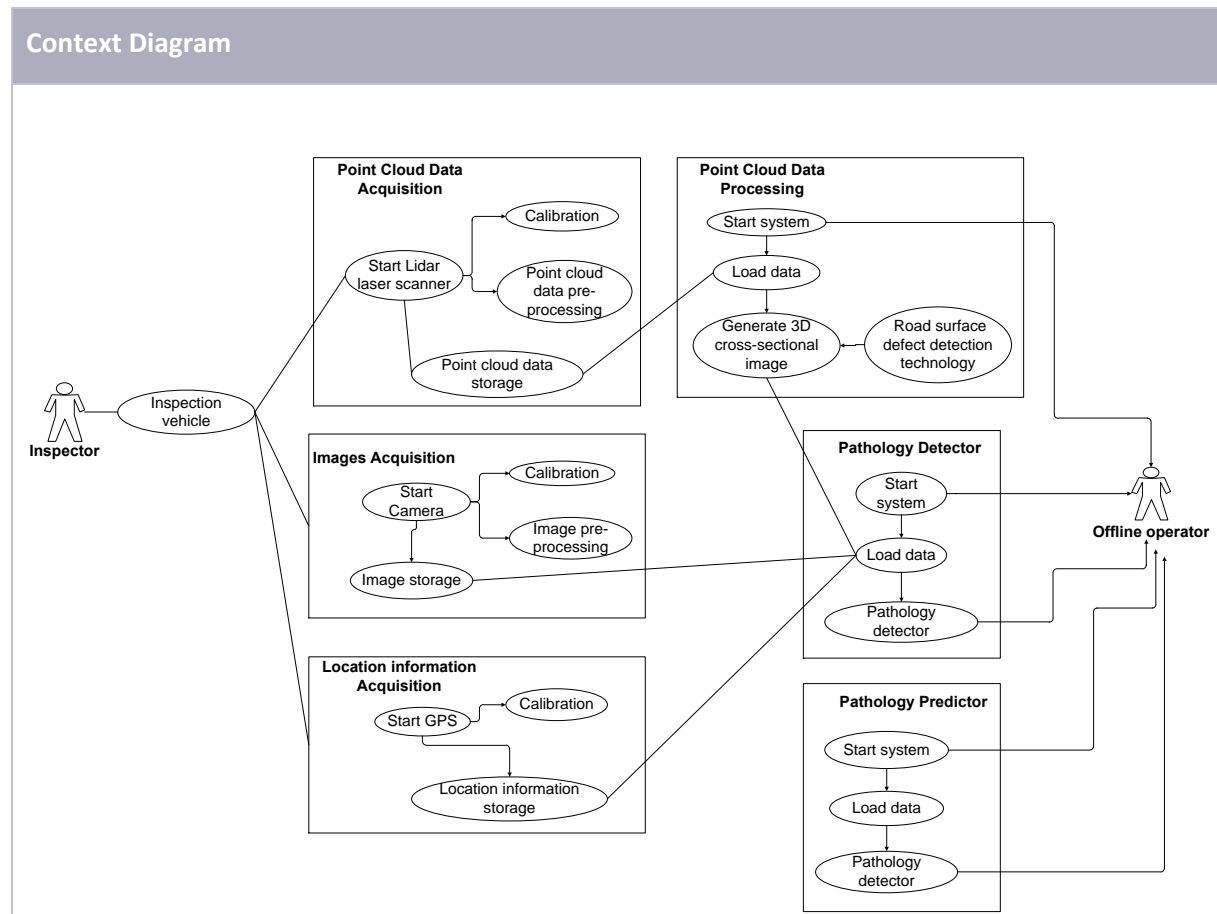 Context Diagram
Point Cloud Data
Acquisition
Calibration
Start Lidar
laser scanner
Point cloud
data pre-
processing
Point cloud data
storage
Point Cloud Data
Processing
Start system
Load data
Generate 3D
cross-sectional
image
Road surface
defect detection
technology
Inspector
Inspection
vehicle
Images Acquisition
Start
Camera
Calibration
Image pre-
processing
Image storage
Pathology Detector
Start
system
Load data
Pathology
detector
Offline operator
Location information
Acquisition
Start GPS
Calibration
Location information
storage
Pathology Predictor
Start system
Load data
Pathology
detector